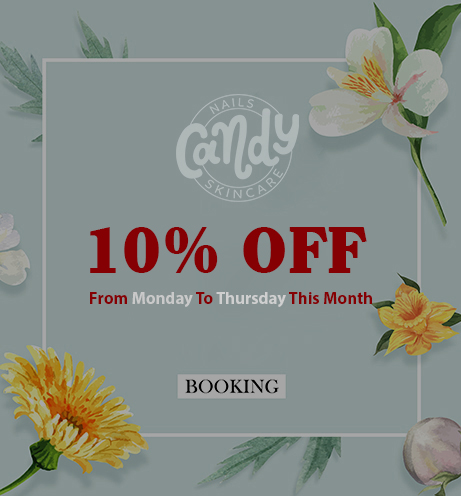 NAILS
Candy
SKINCARE
10% OFF
From Monday To Thursday This Month
BOOKING